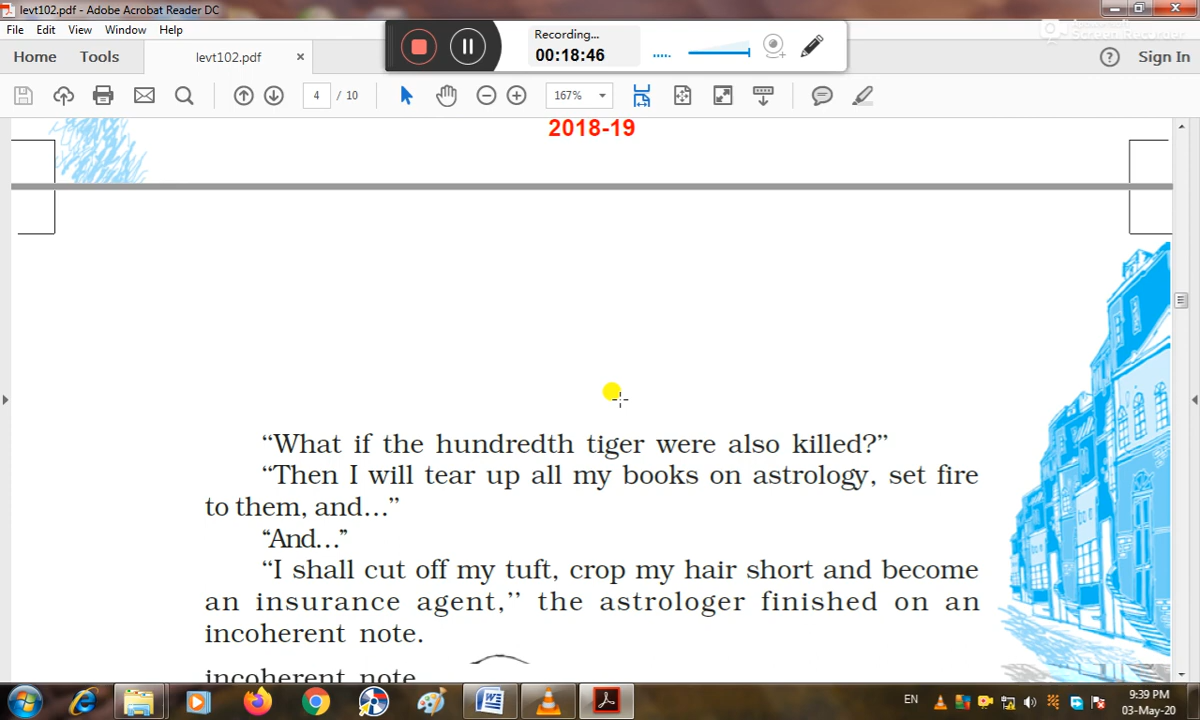 levt102.pdf - Adobe Acrobat Reader DC
File Edit View Window Help
Recording...
00:18:46
Screen Recorder
Home Tools levt102.pdf × Sign In
4 / 10 167%
2018-19
“What if the hundredth tiger were also killed?”
“Then I will tear up all my books on astrology, set fire
to them, and…”
“And…”
“I shall cut off my tuft, crop my hair short and become
an insurance agent,’’ the astrologer finished on an
incoherent note.
incoherent note
EN
9:39 PM
03-May-20